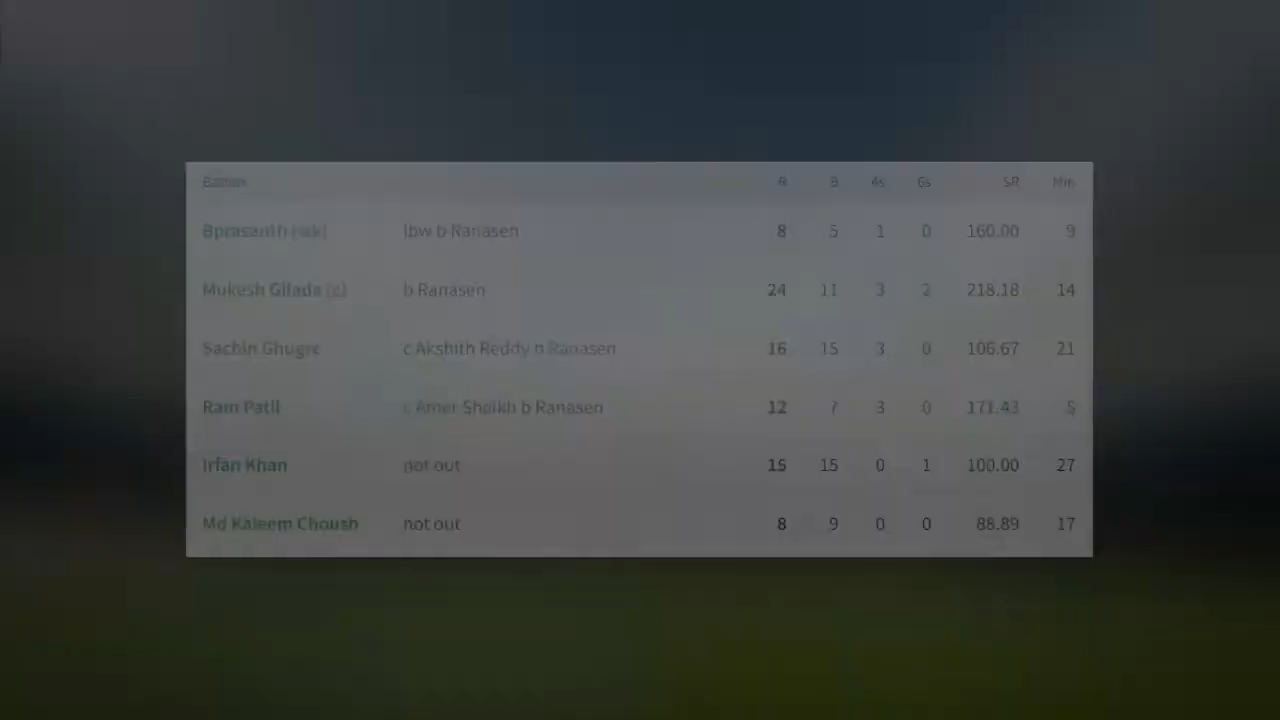 Batsman R B 4s 6s SR Min
Bprasanth (wk) lbw b Ranasen 8 5 1 0 160.00 9
Mukesh Gilada (c) b Ranasen 24 11 3 2 218.18 14
Sachin Ghugre c Akshith Reddy b Ranasen 16 15 3 0 106.67 21
Ram Patil c Amer Shaikh b Ranasen 12 7 3 0 171.43 5
Irfan Khan not out 15 15 0 1 100.00 27
Md Kaleem Choush not out 8 9 0 0 88.89 17